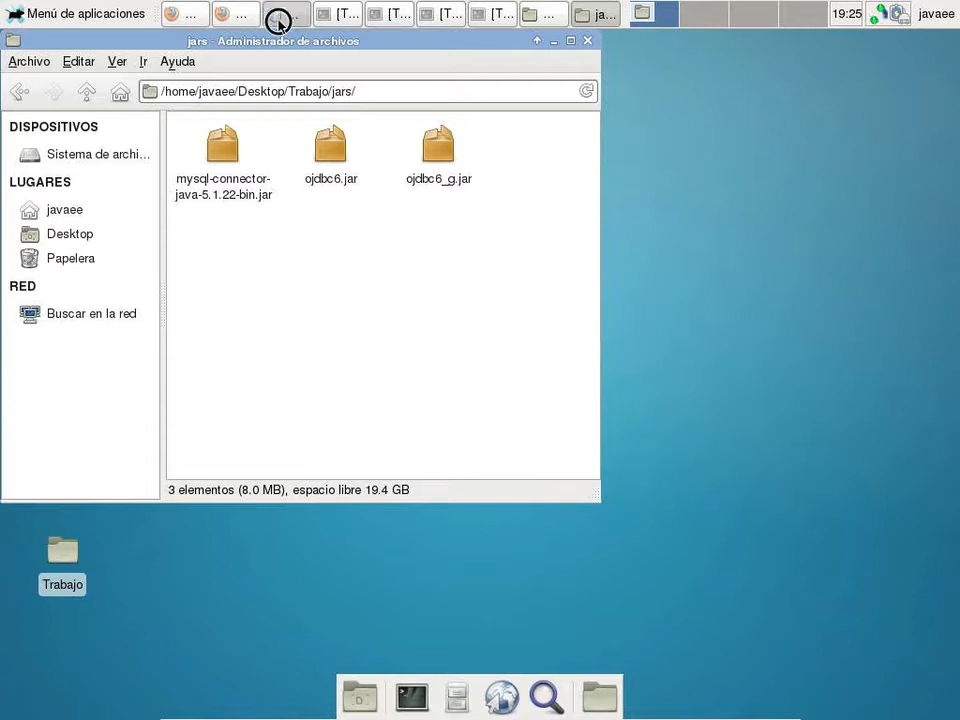 Menú de aplicaciones
...
...
...
[T...
[T...
[T...
[T...
...
ja...
19:25
javaee
jars - Administrador de archivos
Archivo Editar Ver Ir Ayuda
/home/javaee/Desktop/Trabajo/jars/
DISPOSITIVOS
Sistema de archi...
LUGARES
javaee
Desktop
Papelera
RED
Buscar en la red
mysql-connector-
java-5.1.22-bin.jar
ojdbc6.jar
ojdbc6_g.jar
3 elementos (8.0 MB), espacio libre 19.4 GB
Trabajo